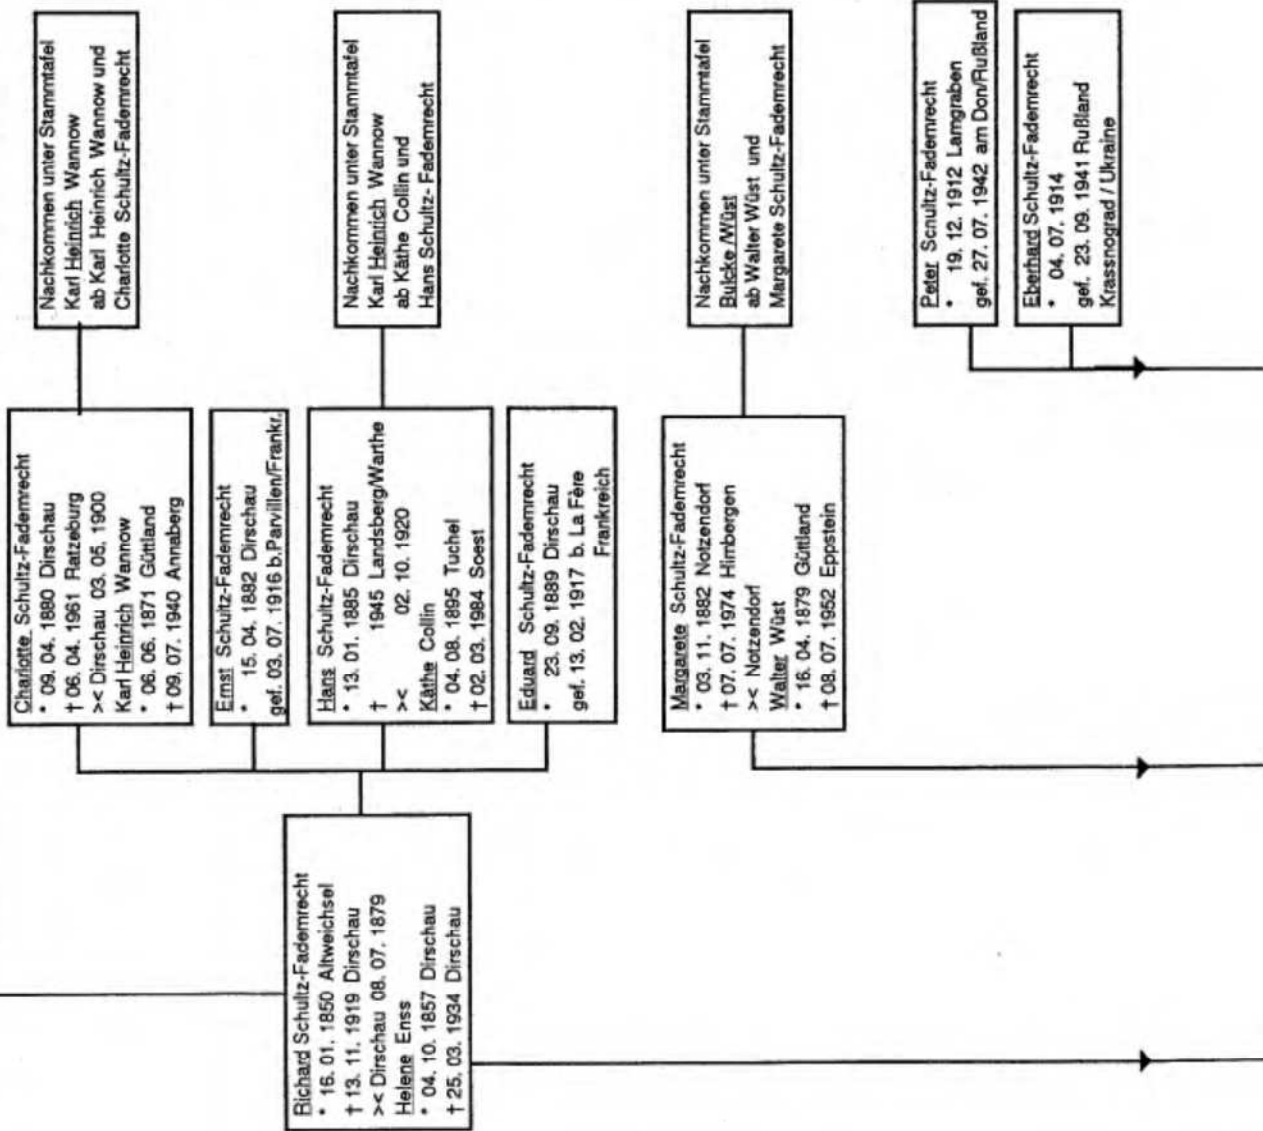 Richard Schultz-Fademrecht
* 16. 01. 1850 Altweichsel
† 13. 11. 1919 Dirschau
>< Dirschau 08. 07. 1879
Helene Enss
* 04. 10. 1857 Dirschau
† 25. 03. 1934 Dirschau
Charlotte Schultz-Fademrecht
* 09. 04. 1880 Dirschau
† 06. 04. 1961 Ratzeburg
>< Dirschau 03. 05. 1900
Karl Heinrich Wannow
* 06. 06. 1871 Güttland
† 09. 07. 1940 Annaberg
Ernst Schultz-Fademrecht
* 15. 04. 1882 Dirschau
gef. 03. 07. 1916 b.Parvillen/Frankr.
Hans Schultz-Fademrecht
* 13. 01. 1885 Dirschau
† 1945 Landsberg/Warthe
>< 02. 10. 1920
Käthe Collin
* 04. 08. 1895 Tuchel
† 02. 03. 1984 Soest
Eduard Schultz-Fademrecht
* 23. 09. 1889 Dirschau
gef. 13. 02. 1917 b. La Fère
Frankreich
Margarete Schultz-Fademrecht
* 03. 11. 1882 Notzendorf
† 07. 07. 1974 Himbergen
>< Notzendorf
Walter Wüst
* 16. 04. 1879 Güttland
† 08. 07. 1952 Eppstein
Nachkommen unter Stammtafel
Karl Heinrich Wannow
ab Karl Heinrich Wannow und
Charlotte Schultz-Fademrecht
Nachkommen unter Stammtafel
Karl Heinrich Wannow
ab Käthe Collin und
Hans Schultz- Fademrecht
Nachkommen unter Stammtafel
Bulcke /Wüst
ab Walter Wüst und
Margarete Schultz-Fademrecht
Peter Schultz-Fademrecht
* 19. 12. 1912 Lamgraben
gef. 27. 07. 1942 am Don/Rußland
Eberhard Schultz-Fademrecht
* 04. 07. 1914
gef. 23. 09. 1941 Rußland
Krassnograd / Ukraine